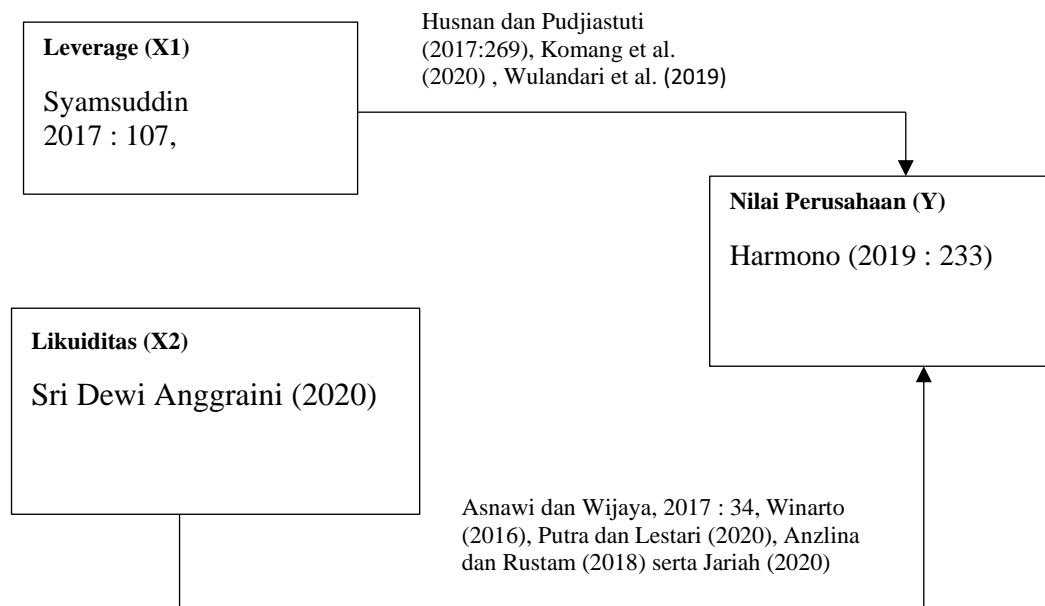 Husnan dan Pudjiastuti
(2017:269), Komang et al.
(2020) , Wulandari et al. (2019)
Leverage (X1)
Syamsuddin
2017 : 107,
Nilai Perusahaan (Y)
Harmono (2019 : 233)
Likuiditas (X2)
Sri Dewi Anggraini (2020)
Asnawi dan Wijaya, 2017 : 34, Winarto
(2016), Putra dan Lestari (2020), Anzlina
dan Rustam (2018) serta Jariah (2020)